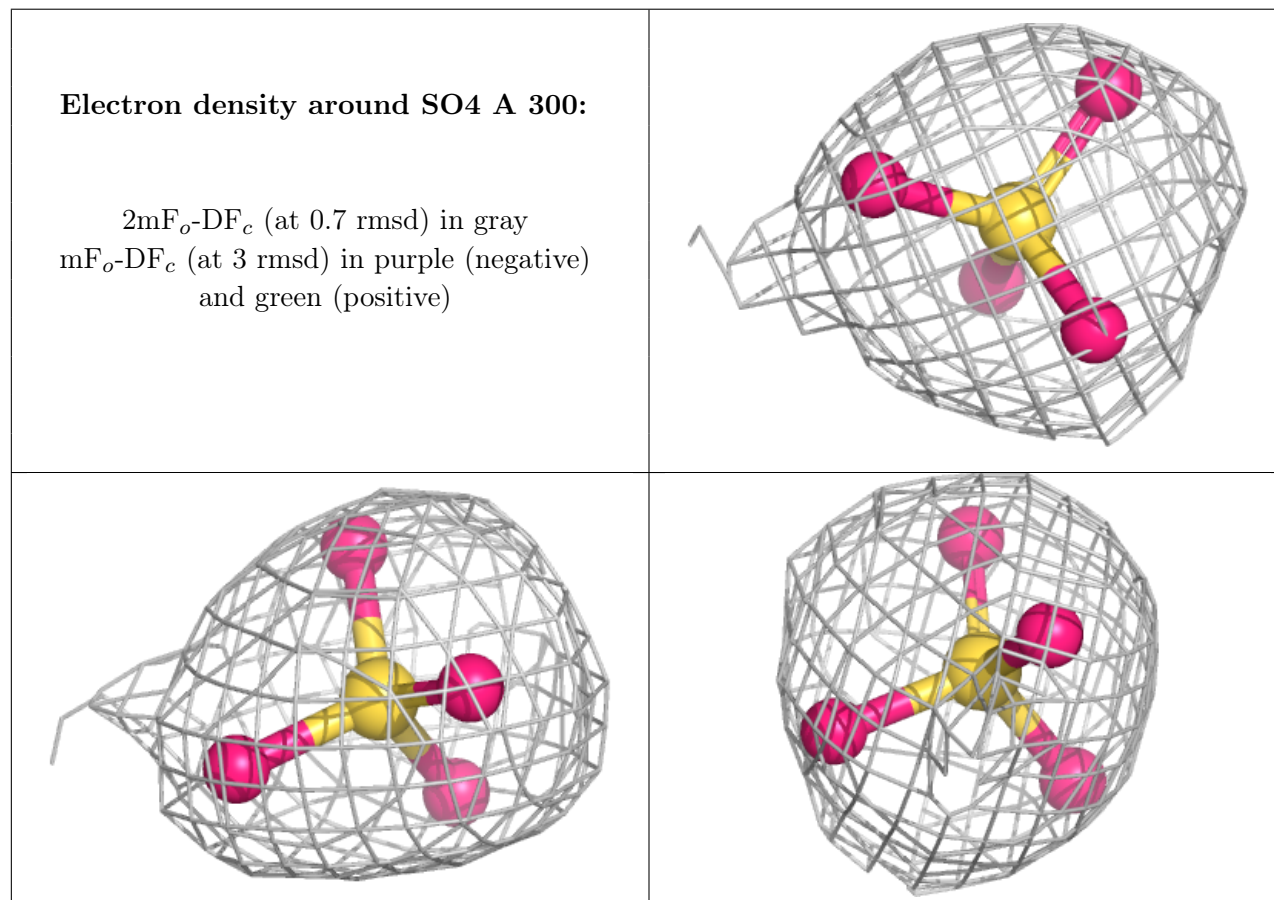 Electron density around SO4 A 300:
2mFo-DFc (at 0.7 rmsd) in gray
mFo-DFc (at 3 rmsd) in purple (negative)
and green (positive)